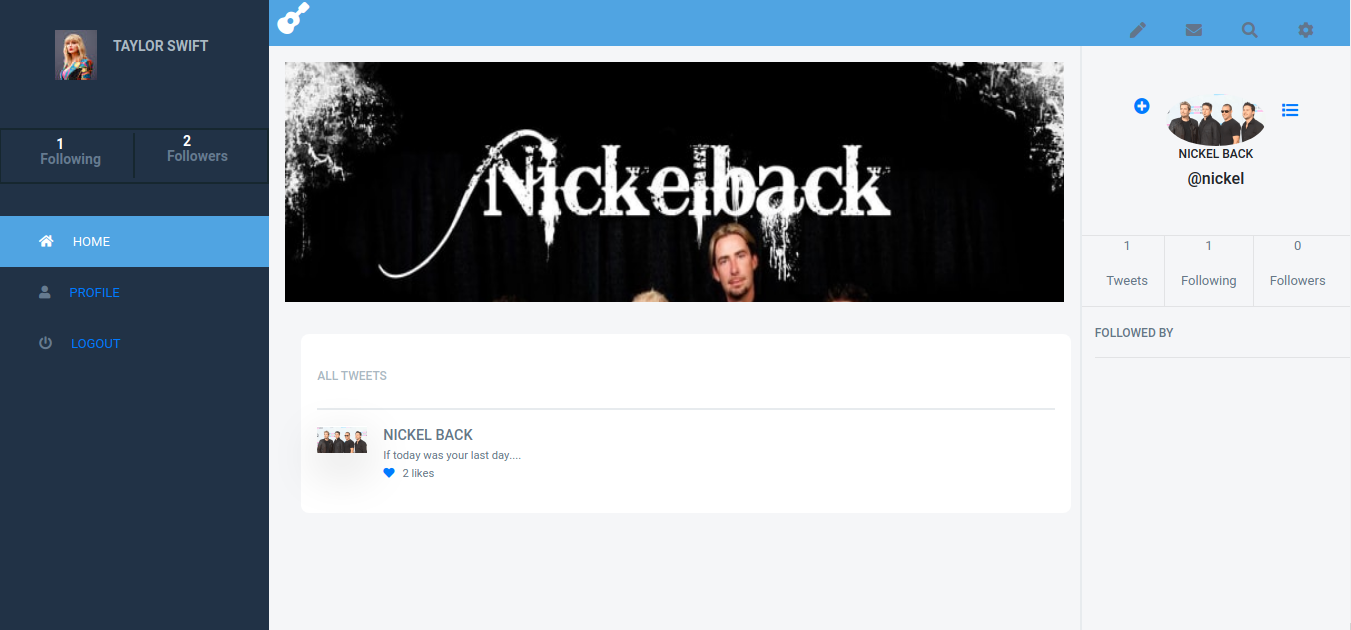 TAYLOR SWIFT
1
Following
2
Followers
HOME
PROFILE
LOGOUT
Nickelback
ALL TWEETS
NICKEL BACK
If today was your last day....
2 likes
NICKEL BACK
@nickel
1
Tweets
1
Following
0
Followers
FOLLOWED BY